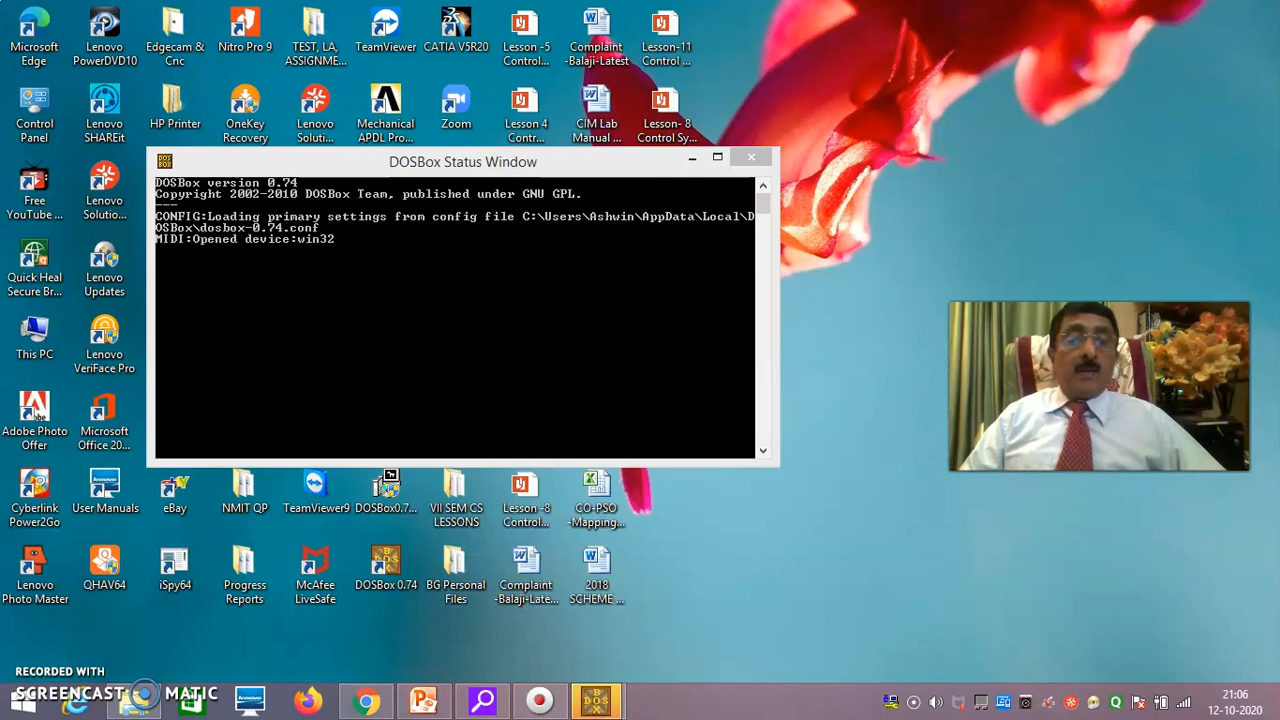 Microsoft Edge
Lenovo PowerDVD10
Edgecam & Cnc
Nitro Pro 9
TEST, LA, ASSIGNME...
TeamViewer
CATIA V5R20
Lesson -5 Control...
Complaint -Balaji-Latest
Lesson-11 Control ...
Control Panel
Lenovo SHAREit
HP Printer
OneKey Recovery
Lenovo Soluti...
Mechanical APDL Pro...
Zoom
Lesson 4 Contr...
CIM Lab Manual ...
Lesson- 8 Control Sy...
DOSBox Status Window
DOSBox version 0.74
Copyright 2002-2010 DOSBox Team, published under GNU GPL.
---
CONFIG:Loading primary settings from config file C:\Users\Ashwin\AppData\Local\D
OSBox\dosbox-0.74.conf
MIDI:Opened device:win32
Free YouTube ...
Lenovo Solutio...
Quick Heal Secure Br...
Lenovo Updates
This PC
Lenovo VeriFace Pro
Adobe Photo Offer
Microsoft Office 20...
Cyberlink Power2Go
User Manuals
eBay
NMIT QP
TeamViewer9
DOSBox0.7...
VII SEM CS LESSONS
Lesson -8 Control...
CO-PSO -Mapping...
Lenovo Photo Master
QHAV64
iSpy64
Progress Reports
McAfee LiveSafe
DOSBox 0.74
BG Personal Files
Complaint -Balaji-Late...
2018 SCHEME ...
RECORDED WITH
SCREENCAST MATIC
21:06
12-10-2020